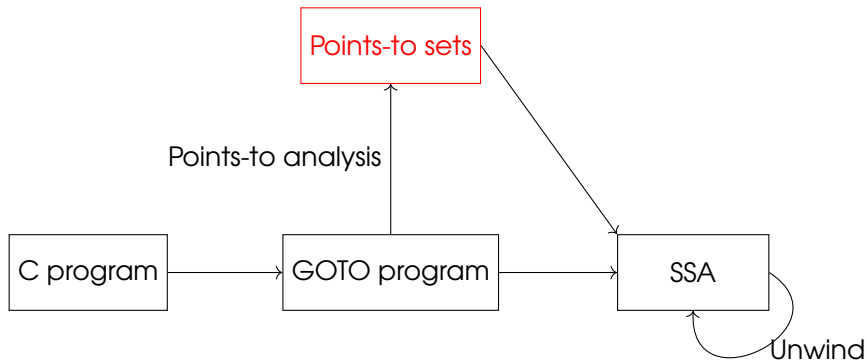 Points-to sets
Points-to analysis
C program
GOTO program
SSA
Unwind